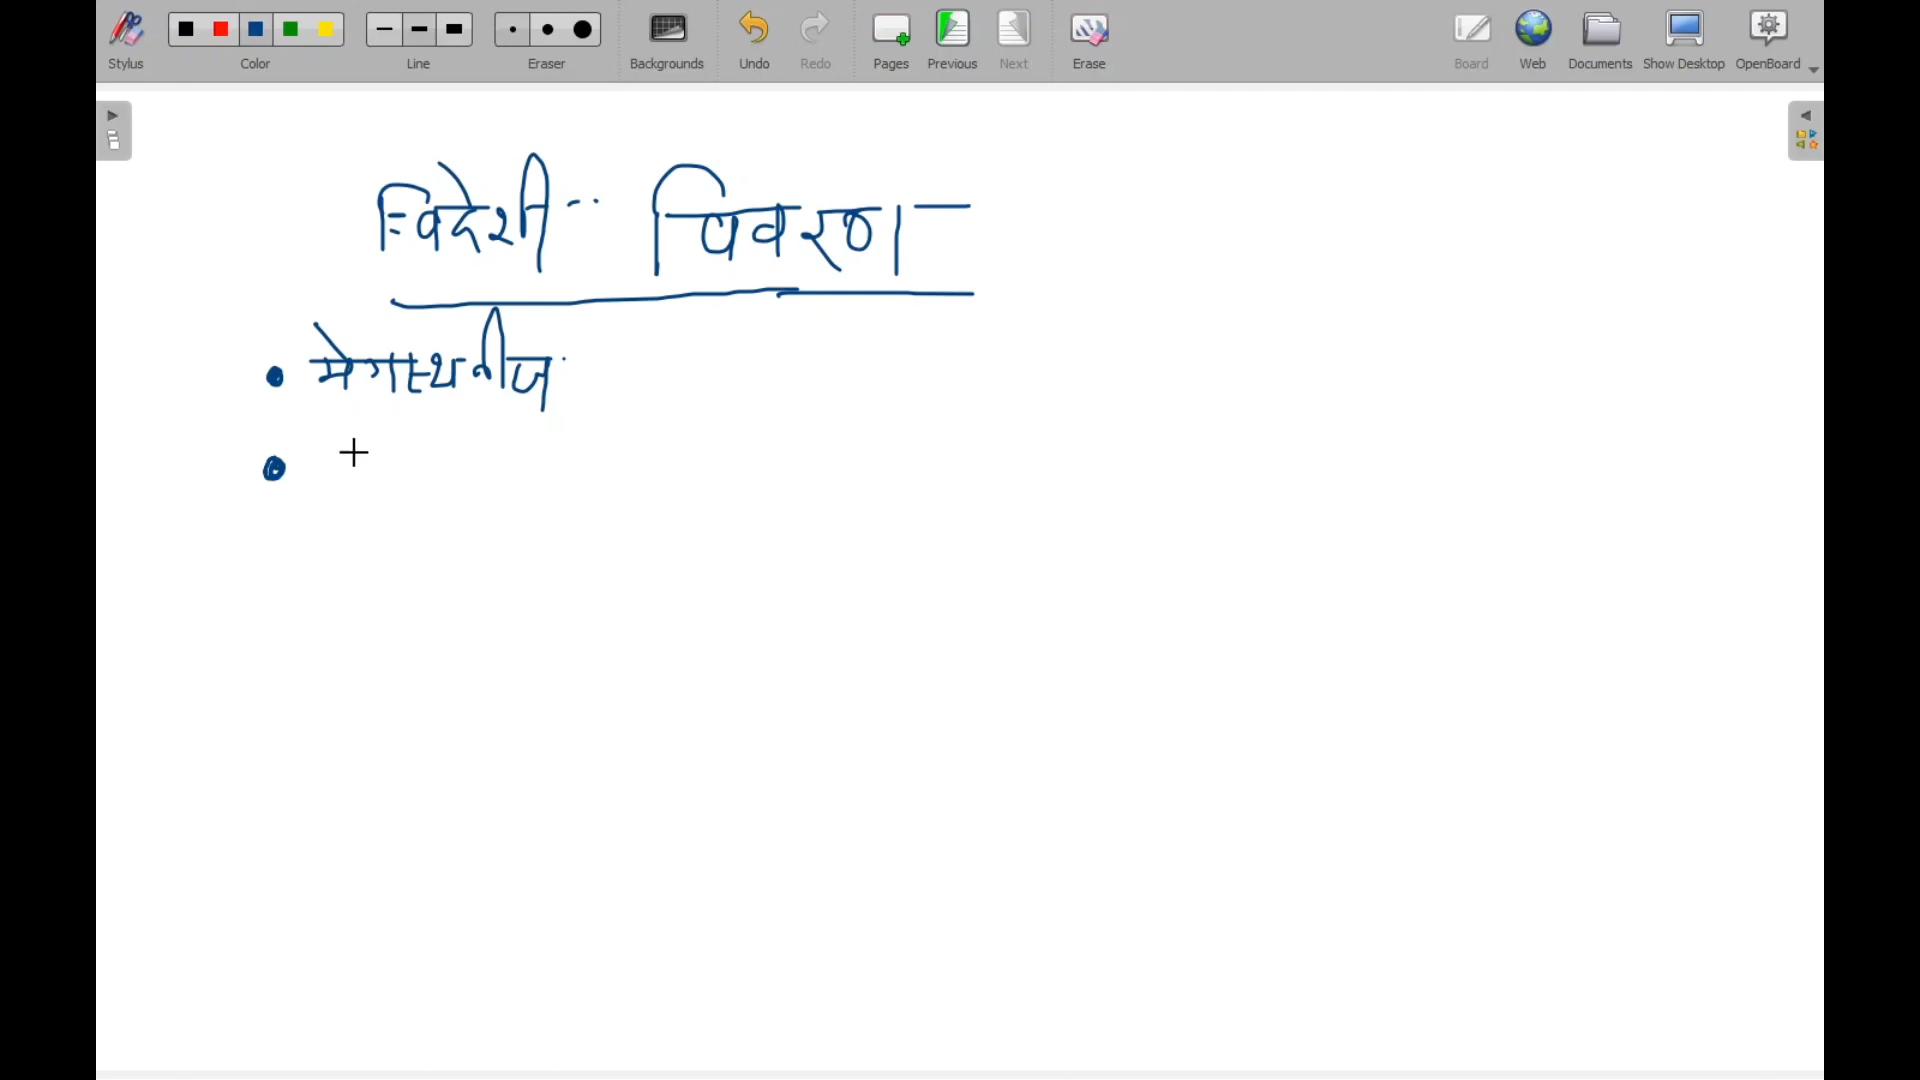 Stylus Color Line Eraser Backgrounds Undo Redo Pages Previous Next Erase Board Web Documents Show Desktop OpenBoard
विदेशी विवरण
• मेगास्थनीज
•